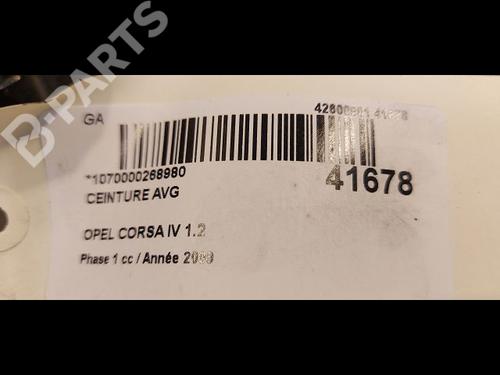 B-PARTS
GA
*1070000268980
41678
CEINTURE AVG
OPEL CORSA IV 1.2
Phase 1 cc / Année